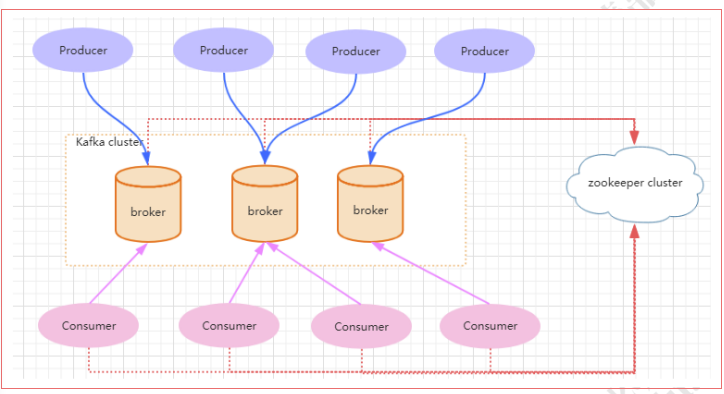 Producer
Producer
Producer
Producer
Kafka cluster
broker
broker
broker
zookeeper cluster
Consumer
Consumer
Consumer
Consumer